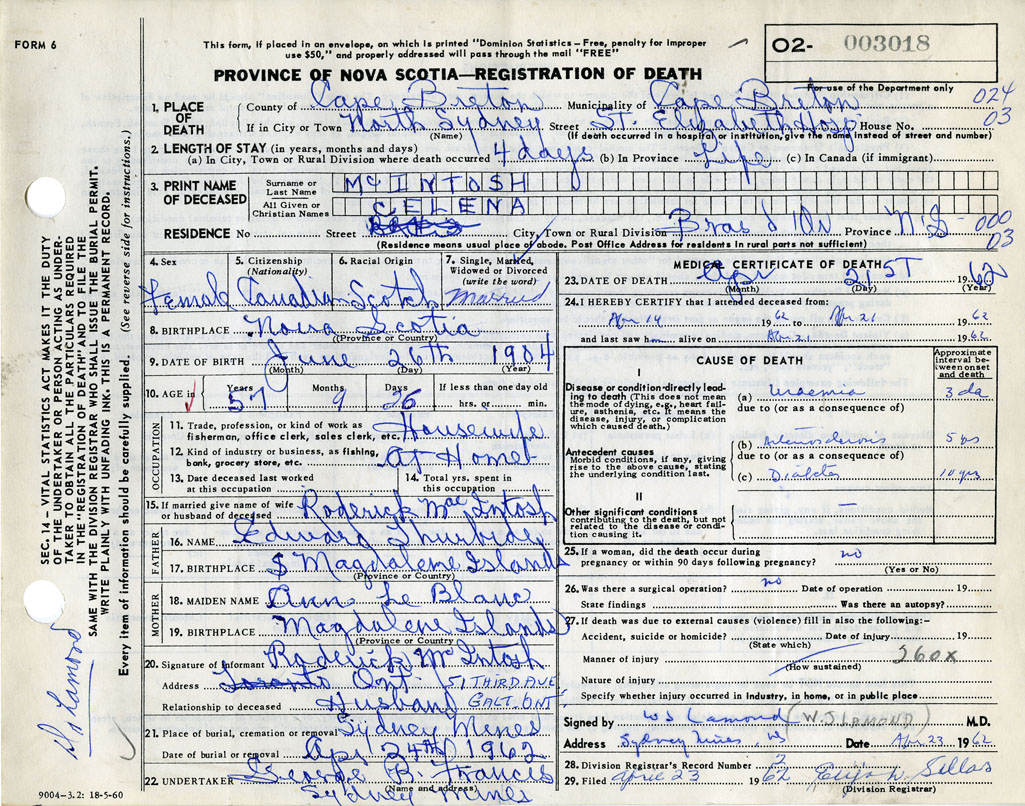 FORM 6
This form, if placed in an envelope, on which is printed "Dominion Statistics – Free, penalty for improper
use $50," and properly addressed will pass through the mail "FREE"
O2- 003018
PROVINCE OF NOVA SCOTIA—REGISTRATION OF DEATH
For use of the Department only
024
03
1. PLACE OF DEATH
County of Cape Breton Municipality of Cape Breton
If in City or Town North Sydney Street St. Elizabeth Hosp House No.
(Name) (If death occurred in a hospital or institution, give the name instead of street and number)
2. LENGTH OF STAY (in years, months and days)
(a) In City, Town or Rural Division where death occurred 4 days (b) In Province Life (c) In Canada (if immigrant)
3. PRINT NAME OF DECEASED
Surname or Last Name McINTOSH
All Given or Christian Names CELENA
RESIDENCE No Street City, Town or Rural Division Bras d'Or Province NS 000
03
(Residence means usual place of abode. Post Office Address for residents in rural parts not sufficient)
4. Sex Female
5. Citizenship (Nationality) Canadian
6. Racial Origin Scotch
7. Single, Married, Widowed or Divorced (write the word) Married
8. BIRTHPLACE Nova Scotia
(Province or Country)
9. DATE OF BIRTH June 26th 1904
(Month) (Day) (Year)
10. AGE in Years 57 Months 9 Days 26 If less than one day old hrs. or min.
OCCUPATION
11. Trade, profession, or kind of work as fisherman, office clerk, sales clerk, etc. Housewife
12. Kind of industry or business, as fishing, bank, grocery store, etc. At Home
13. Date deceased last worked at this occupation
14. Total yrs. spent in this occupation
15. If married give name of wife or husband of deceased Roderick MacIntosh
FATHER
16. NAME Edward
17. BIRTHPLACE Magdalene Islands
(Province or Country)
MOTHER
18. MAIDEN NAME Ann Le Blanc
19. BIRTHPLACE Magdalene Islands
(Province or Country)
20. Signature of Informant Roderick McIntosh
Address Toronto Ont 51 THIRD AVE
Relationship to deceased Husband GALT. ONT
21. Place of burial, cremation or removal Sydney Mines
Date of burial or removal Apr 24th 1962
22. UNDERTAKER George B. Francis
(Name and address)
Sydney Mines
9004–3.2: 18-5-60
MEDICAL CERTIFICATE OF DEATH
23. DATE OF DEATH Apr 21ST 1962
(Month) (Day) (Year)
24. I HEREBY CERTIFY that I attended deceased from:
Apr 14 1962 to Apr 21 1962
and last saw h alive on Apr 21 1962
CAUSE OF DEATH
Approximate interval between onset and death
I
Disease or condition directly leading to death (This does not mean the mode of dying, e.g., heart failure, asthenia, etc. It means the disease, injury, or complication which caused death.)
(a) Uraemia 3 da
due to (or as a consequence of)
Antecedent causes
Morbid conditions, if any, giving rise to the above cause, stating the underlying condition last.
(b) Arteriosclerosis 5 yrs
due to (or as a consequence of)
(c) Diabetes 10 yrs
II
Other significant conditions
contributing to the death, but not related to the disease or condition causing it.
—
25. If a woman, did the death occur during pregnancy or within 90 days following pregnancy? no
(Yes or No)
26. Was there a surgical operation? no Date of operation 19
State findings Was there an autopsy?
27. If death was due to external causes (violence) fill in also the following:–
Accident, suicide or homicide? Date of injury 19
(State which)
Manner of injury 260X
(How sustained)
Nature of injury
Specify whether injury occurred in industry, in home, or in public place
Signed by WS Lamond (W.S LAMOND) M.D.
Address Sydney Mines, NS Date Apr 23 1962
28. Division Registrar's Record Number 2
29. Filed April 23 1962
(Division Registrar)
SEC. 14 – VITAL STATISTICS ACT MAKES IT THE DUTY
OF THE UNDERTAKER OR PERSON ACTING AS UNDER-
TAKER TO OBTAIN ALL THE PARTICULARS REQUIRED
IN THE "REGISTRATION OF DEATH" AND TO FILE THE
SAME WITH THE DIVISION REGISTRAR WHO SHALL ISSUE THE BURIAL PERMIT.
WRITE PLAINLY WITH UNFADING INK. THIS IS A PERMANENT RECORD.
Every item of information should be carefully supplied. (See reverse side for instructions.)
Dr Lamond